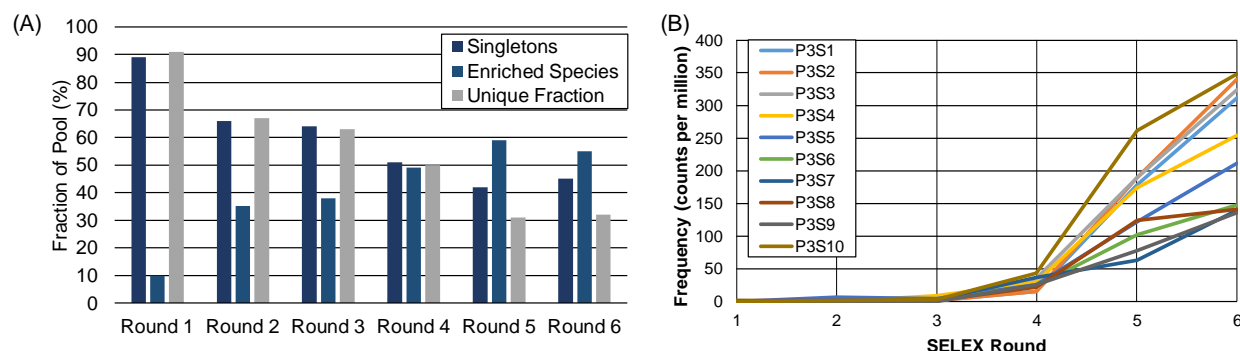 (A)
Fraction of Pool (%)
100
90
80
70
60
50
40
30
20
10
0
Singletons
Enriched Species
Unique Fraction
Round 1 Round 2 Round 3 Round 4 Round 5 Round 6
(B)
Frequency (counts per million)
400
350
300
250
200
150
100
50
0
P3S1
P3S2
P3S3
P3S4
P3S5
P3S6
P3S7
P3S8
P3S9
P3S10
1 2 3 4 5 6
SELEX Round